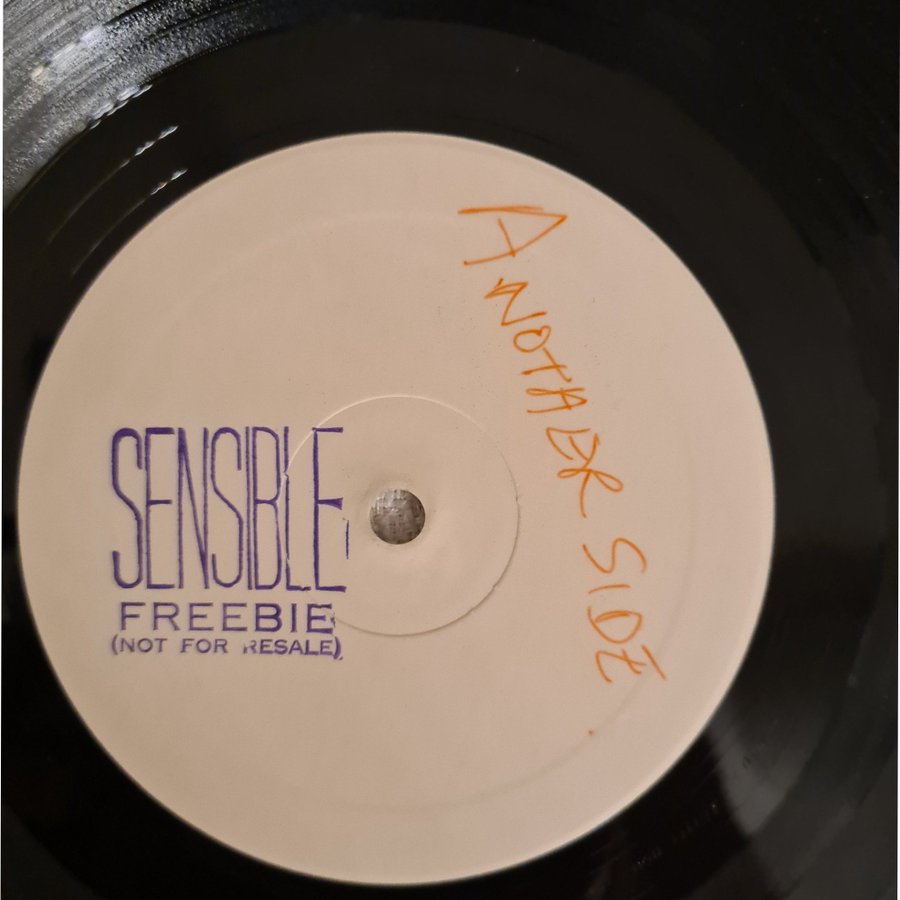 SENSIBLE
FREEBIE
(NOT FOR RESALE)
ANOTHER SIDE